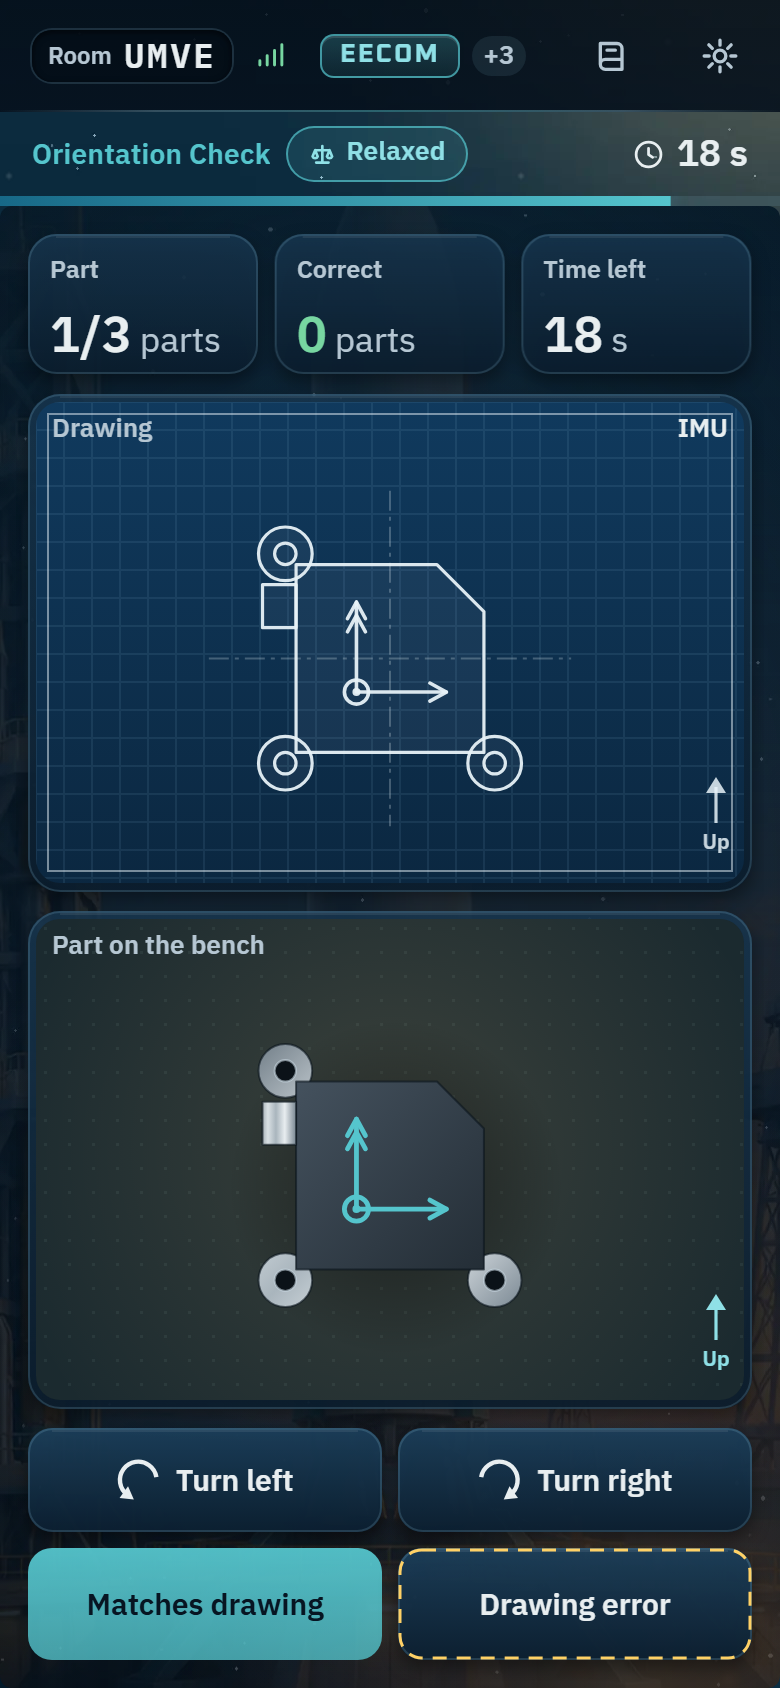 Room UMVE EECOM +3
Orientation Check Relaxed 18 s
Part Correct Time left
1/3 parts 0 parts 18 s
Drawing IMU
Up
Part on the bench
Up
Turn left Turn right
Matches drawing Drawing error